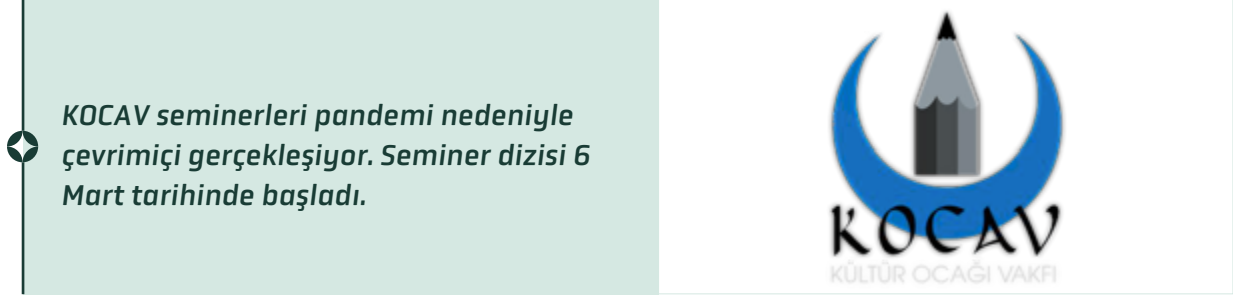 KOCAV seminerleri pandemi nedeniyle
çevrimiçi gerçekleşiyor. Seminer dizisi 6
Mart tarihinde başladı.
KOCAV
KÜLTÜR OCAĞI VAKFI